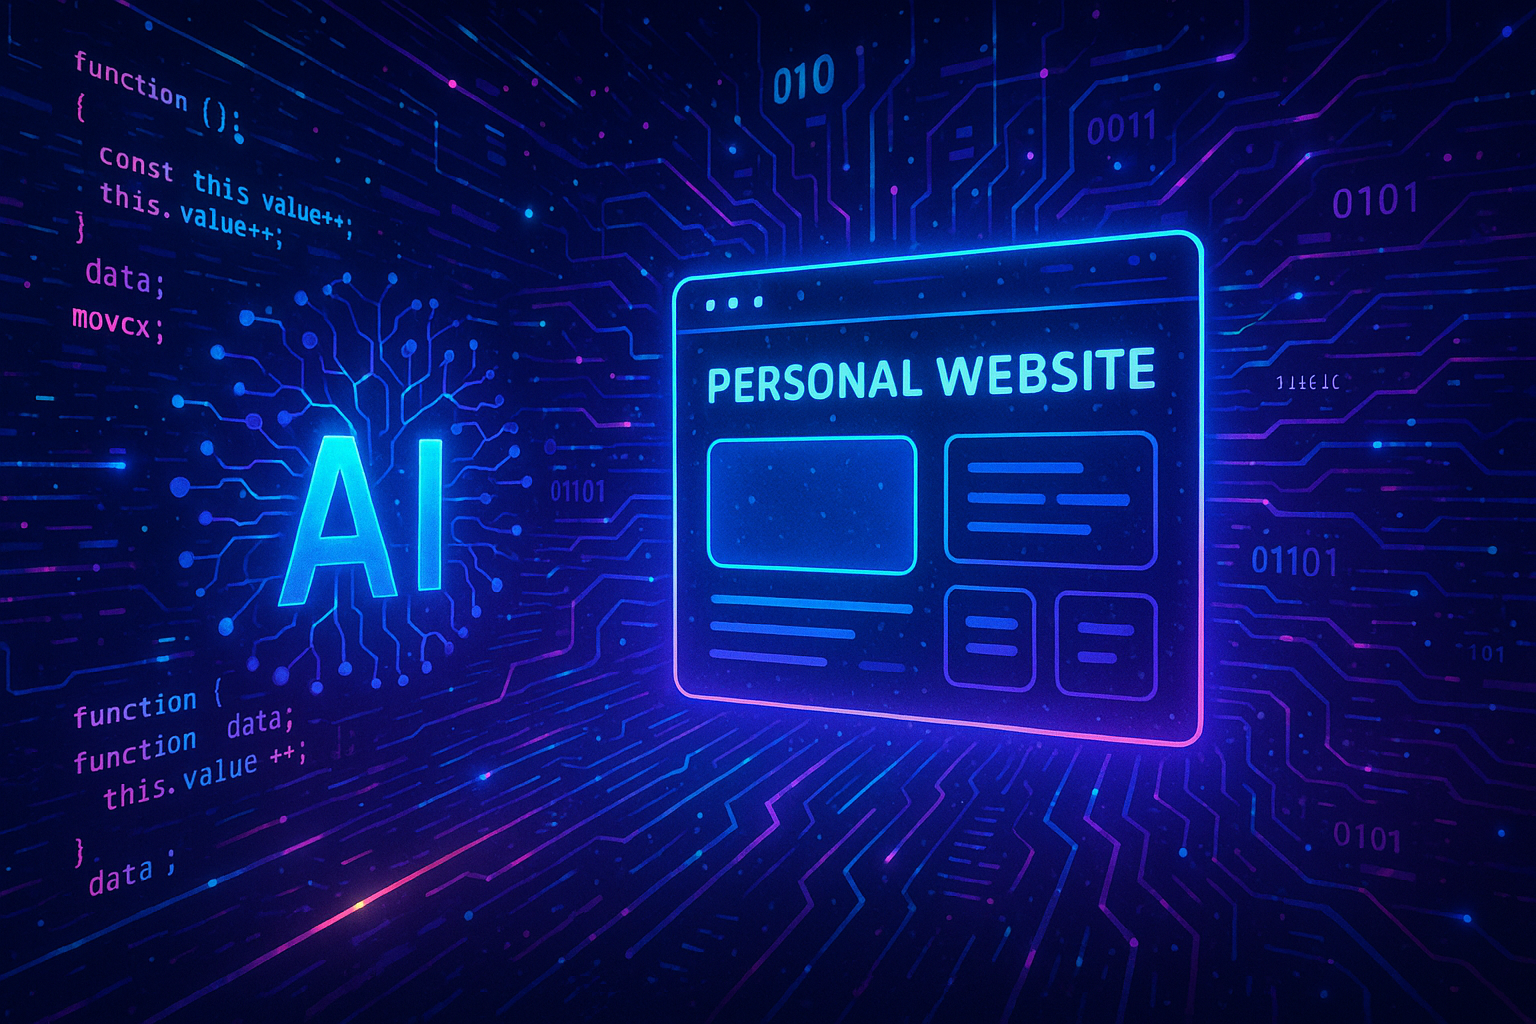 function ();
{
const this value++;
this. value++;
}
data;
movcx;
AI
function {
function data;
this. value ++;
}
data ;
010
0011
0101
PERSONAL WEBSITE
01101
01101
101
0101